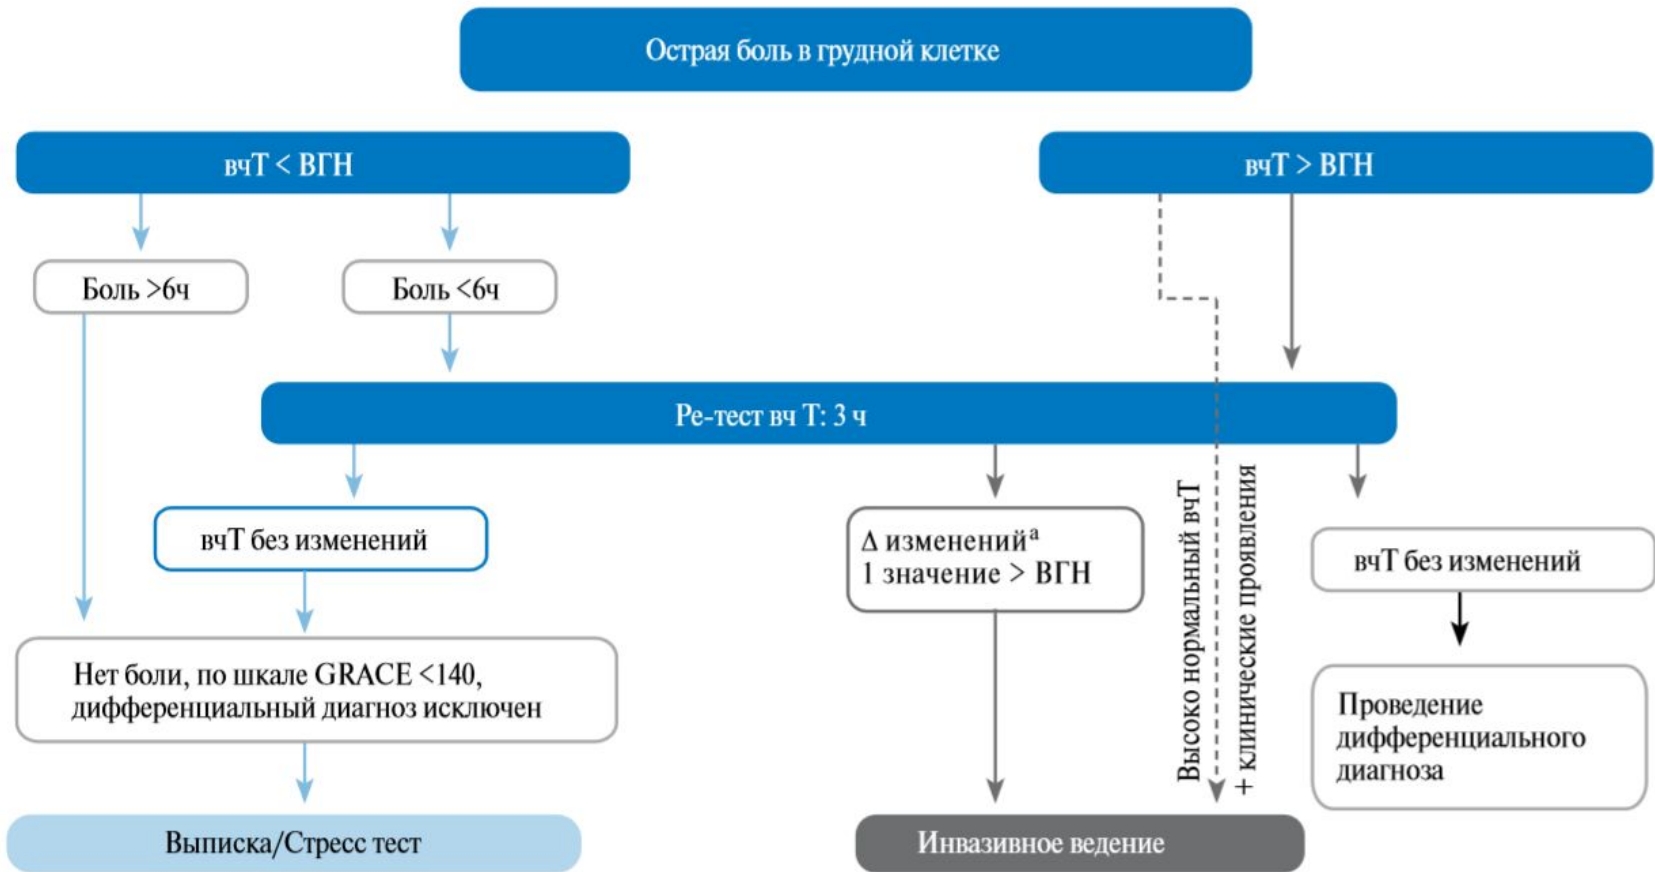 Острая боль в грудной клетке
вчТ < ВГН
вчТ > ВГН
Боль >6ч
Боль <6ч
Ре-тест вч Т: 3 ч
вчТ без изменений
Δ измененийª
1 значение > ВГН
Высоко нормальный вчТ
+ клинические проявления
вчТ без изменений
Нет боли, по шкале GRACE <140,
дифференциальный диагноз исключен
Проведение
дифференциального
диагноза
Выписка/Стресс тест
Инвазивное ведение